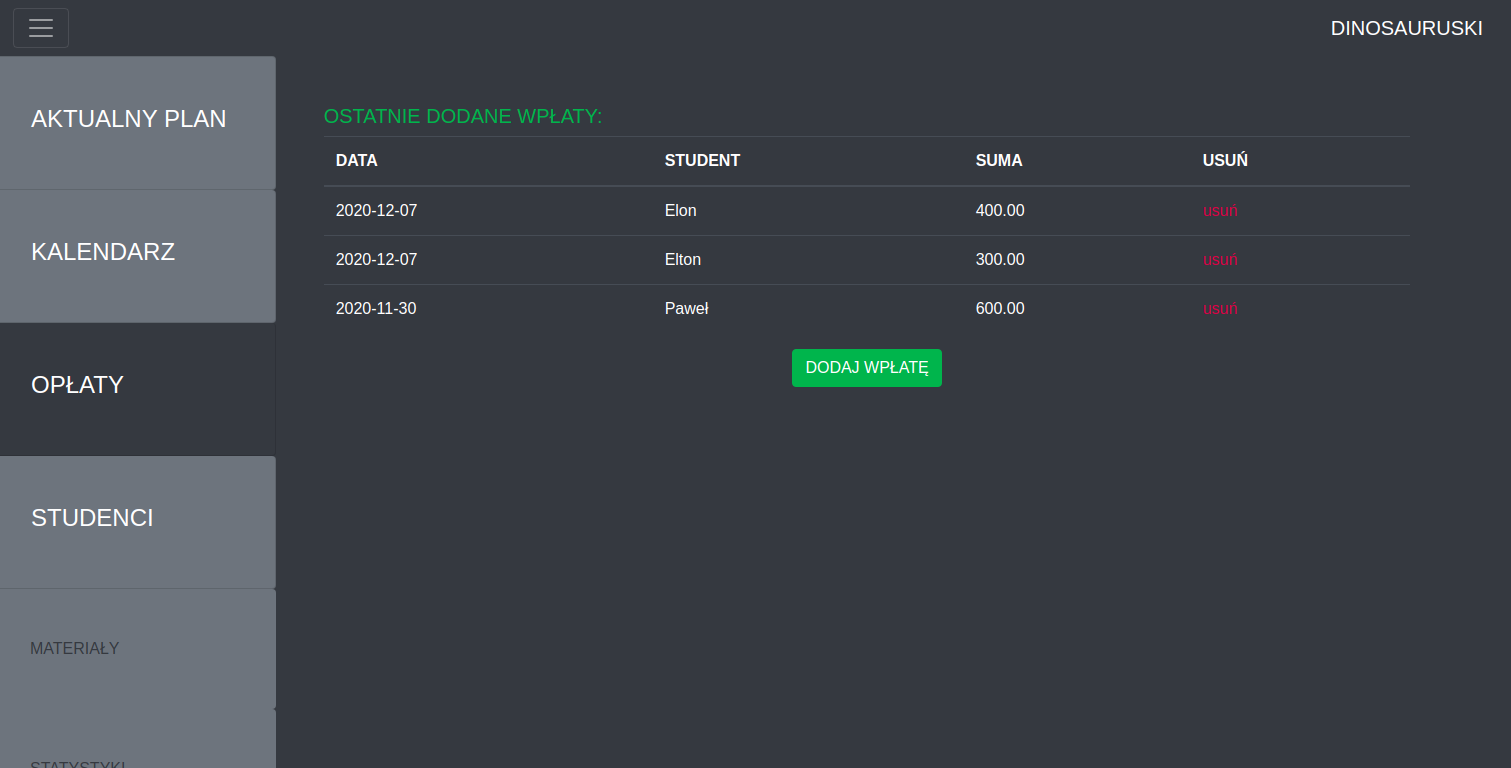 DINOSAURUSKI
AKTUALNY PLAN
KALENDARZ
OPŁATY
STUDENCI
MATERIAŁY
STATYSTYKI
OSTATNIE DODANE WPŁATY:
DATA STUDENT SUMA USUŃ
2020-12-07 Elon 400.00 usuń
2020-12-07 Elton 300.00 usuń
2020-11-30 Paweł 600.00 usuń
DODAJ WPŁATĘ